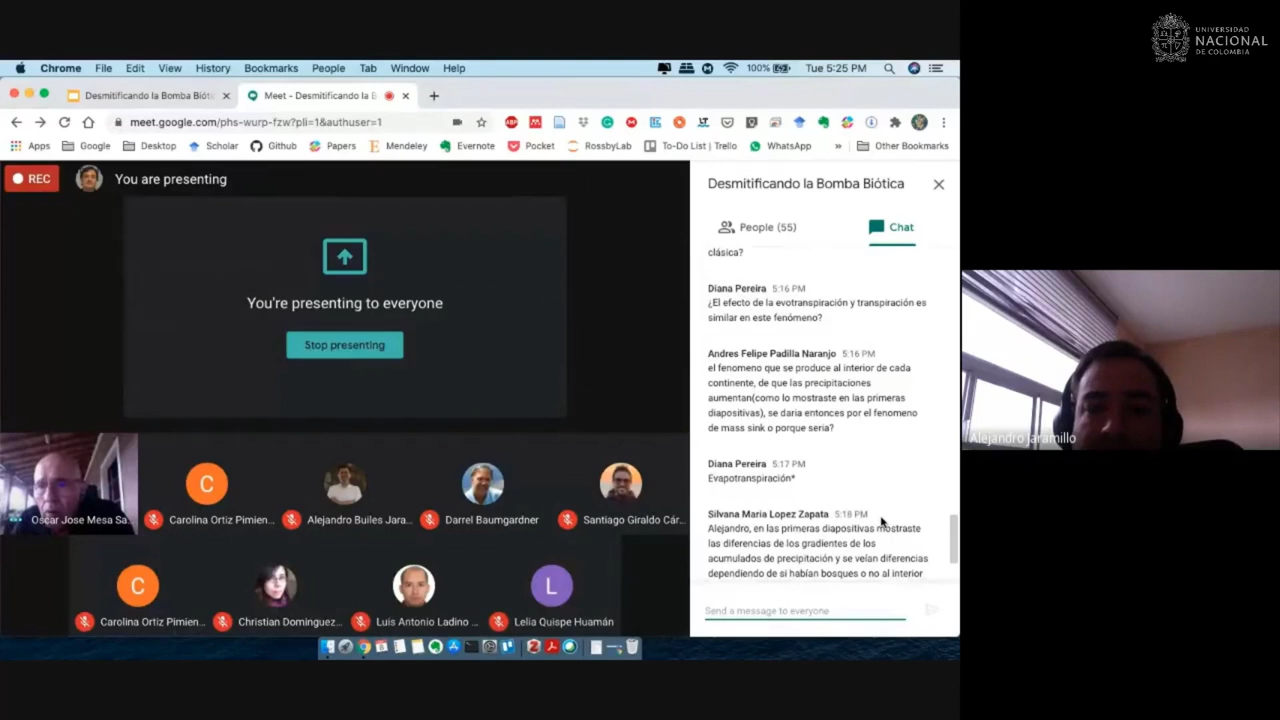 UNIVERSIDAD
NACIONAL
DE COLOMBIA
Chrome File Edit View History Bookmarks People Tab Window Help 100% Tue 5:25 PM
Desmitificando la Bomba Bióti
Meet - Desmitificando la B
meet.google.com/phs-wurp-fzw?pli=1&authuser=1
Apps Google Desktop Scholar Github Papers Mendeley Evernote Pocket RossbyLab To-Do List | Trello WhatsApp » Other Bookmarks
REC
You are presenting
You're presenting to everyone
Stop presenting
Desmitificando la Bomba Biótica
People (55)
Chat
clásica?
Diana Pereira 5:16 PM
¿El efecto de la evotranspiración y transpiración es
similar en este fenómeno?
Andres Felipe Padilla Naranjo 5:16 PM
el fenomeno que se produce al interior de cada
continente, de que las precipitaciones
aumentan(como lo mostraste en las primeras
diapositivas), se daria entonces por el fenomeno
de mass sink o porque seria?
Diana Pereira 5:17 PM
Evapotranspiración*
Silvana Maria Lopez Zapata 5:18 PM
Alejandro, en las primeras diapositivas mostraste
las diferencias de los gradientes de los
acumulados de precipitación y se veían diferencias
dependiendo de si habían bosques o no al interior
Send a message to everyone
Oscar Jose Mesa Sa...
C
Carolina Ortiz Pimien...
Alejandro Builes Jara...
Darrel Baumgardner
Santiago Giraldo Cár...
C
Carolina Ortiz Pimien...
Christian Dominguez...
Luis Antonio Ladino ...
L
Lelia Quispe Huamán
Alejandro Jaramillo